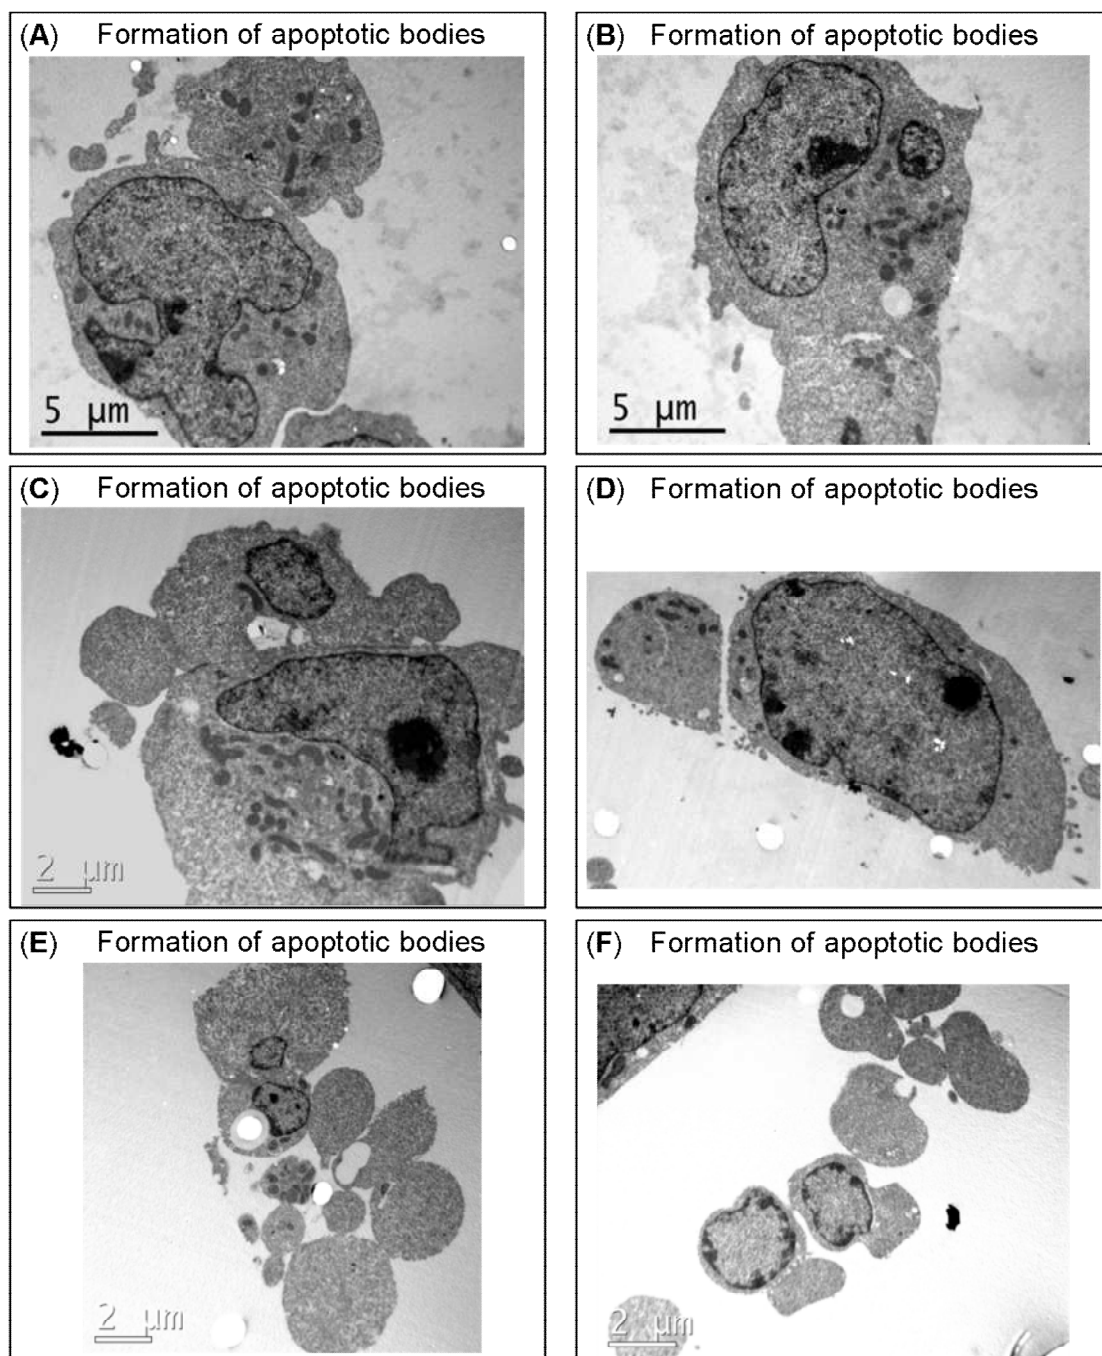 (A) Formation of apoptotic bodies
(B) Formation of apoptotic bodies
5 µm
5 µm
(C) Formation of apoptotic bodies
(D) Formation of apoptotic bodies
2 µm
(E) Formation of apoptotic bodies
(F) Formation of apoptotic bodies
2 µm
2 µm